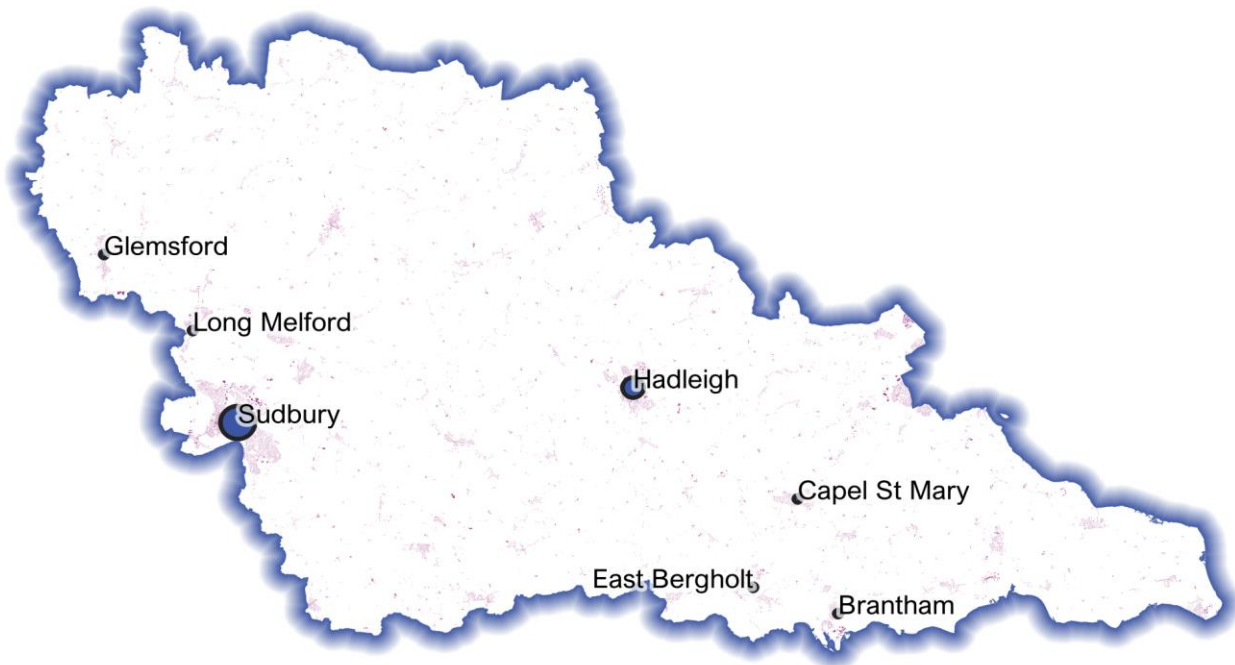 Glemsford
Long Melford
Hadleigh
Sudbury
Capel St Mary
East Bergholt
Brantham